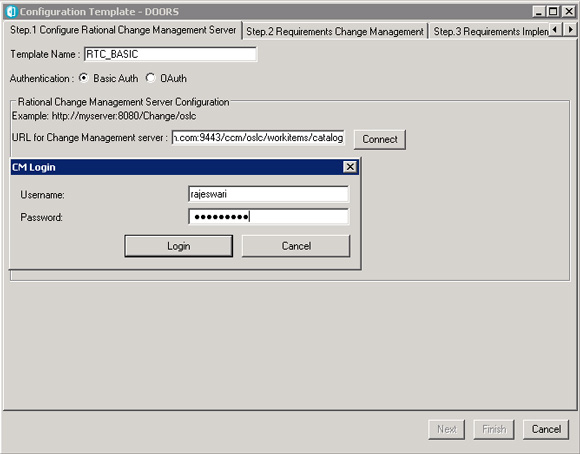 Configuration Template - DOORS
Step.1 Configure Rational Change Management Server Step.2 Requirements Change Management Step.3 Requirements Implem
Template Name : RTC_BASIC
Authentication : Basic Auth OAuth
Rational Change Management Server Configuration
Example: http://myserver:8080/Change/oslc
URL for Change Management server : n.com:9443/ccm/oslc/workitems/catalog Connect
CM Login
Username: rajeswari
Password: ●●●●●●●●●
Login Cancel
Next Finish Cancel